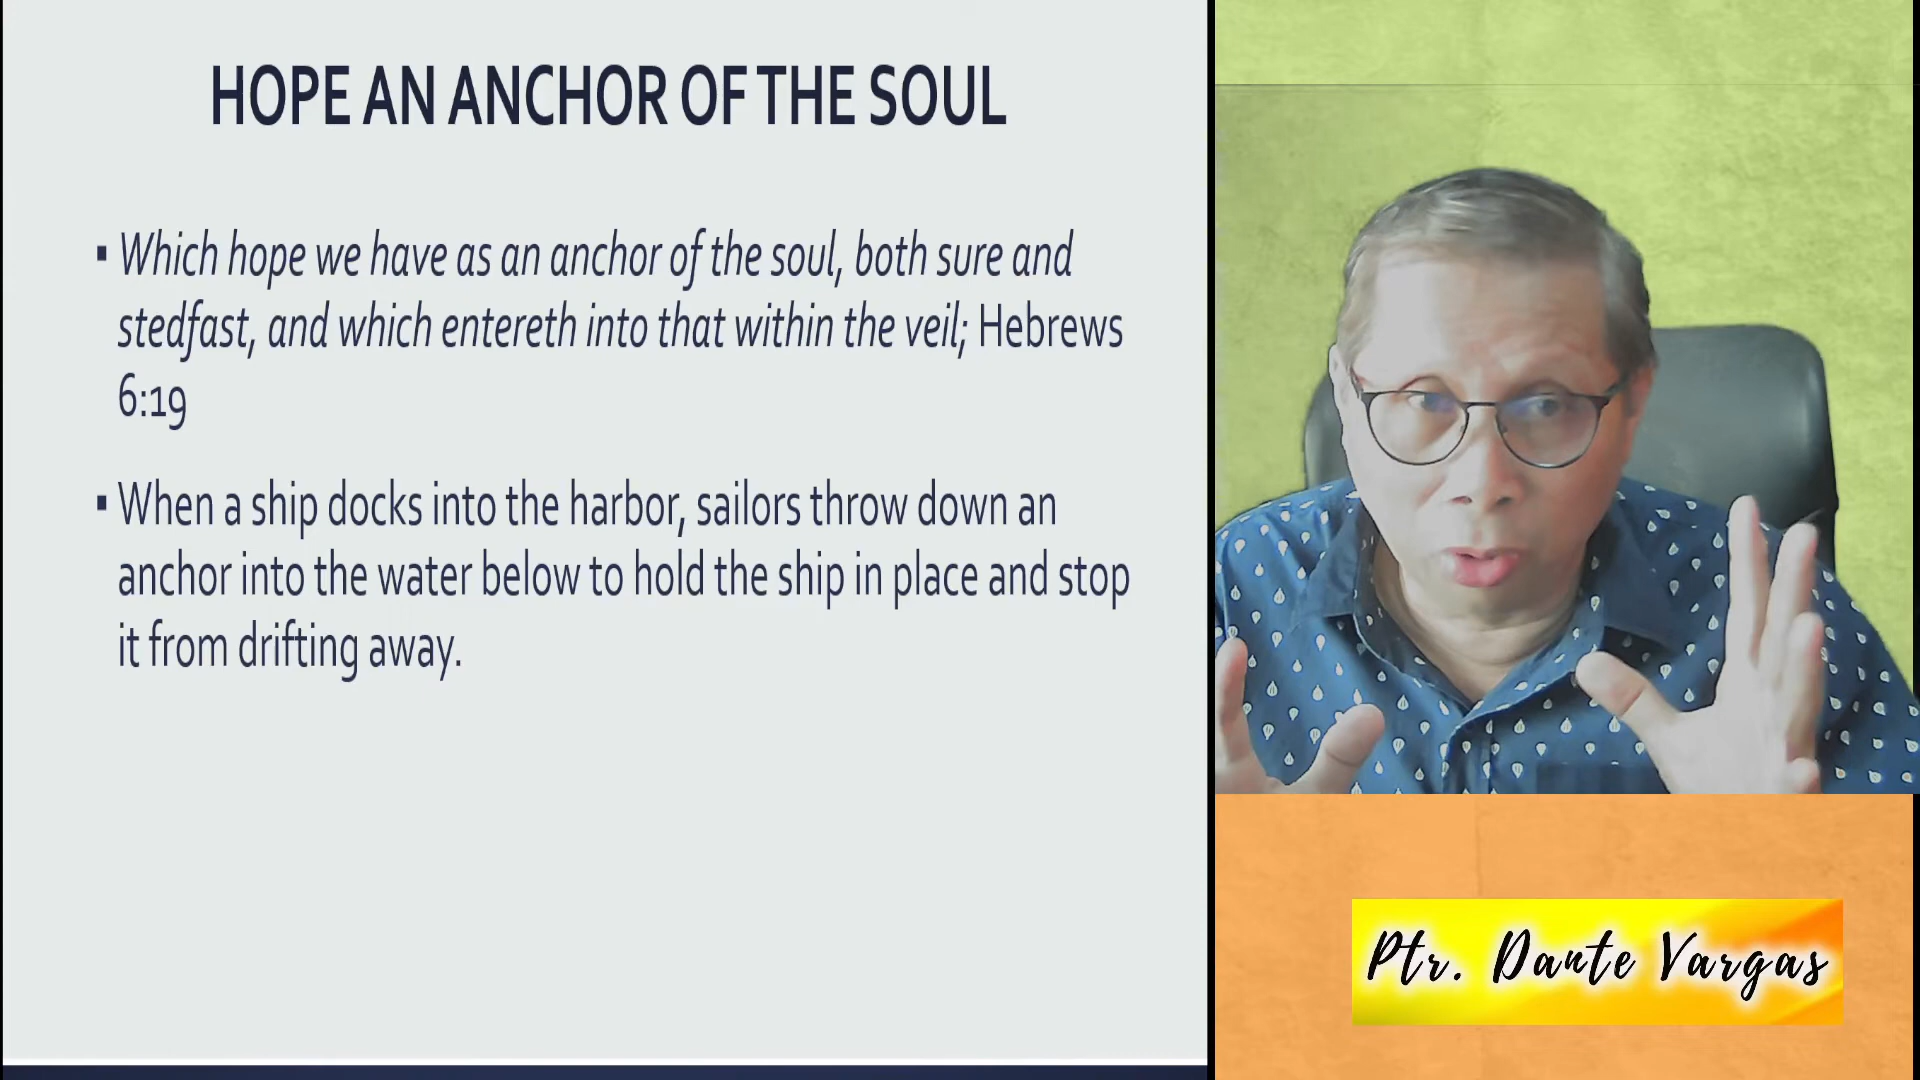 HOPE AN ANCHOR OF THE SOUL
▪ Which hope we have as an anchor of the soul, both sure and
stedfast, and which entereth into that within the veil; Hebrews
6:19
▪ When a ship docks into the harbor, sailors throw down an
anchor into the water below to hold the ship in place and stop
it from drifting away.
Ptr. Dante Vargas